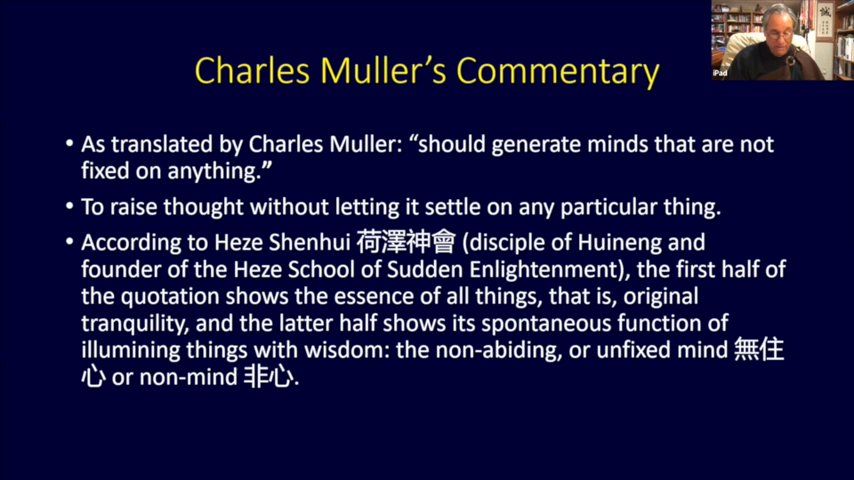 Charles Muller’s Commentary
iPad
• As translated by Charles Muller: “should generate minds that are not
fixed on anything.”
• To raise thought without letting it settle on any particular thing.
• According to Heze Shenhui 荷澤神會 (disciple of Huineng and
founder of the Heze School of Sudden Enlightenment), the first half of
the quotation shows the essence of all things, that is, original
tranquility, and the latter half shows its spontaneous function of
illumining things with wisdom: the non-abiding, or unfixed mind 無住
心 or non-mind 非心.